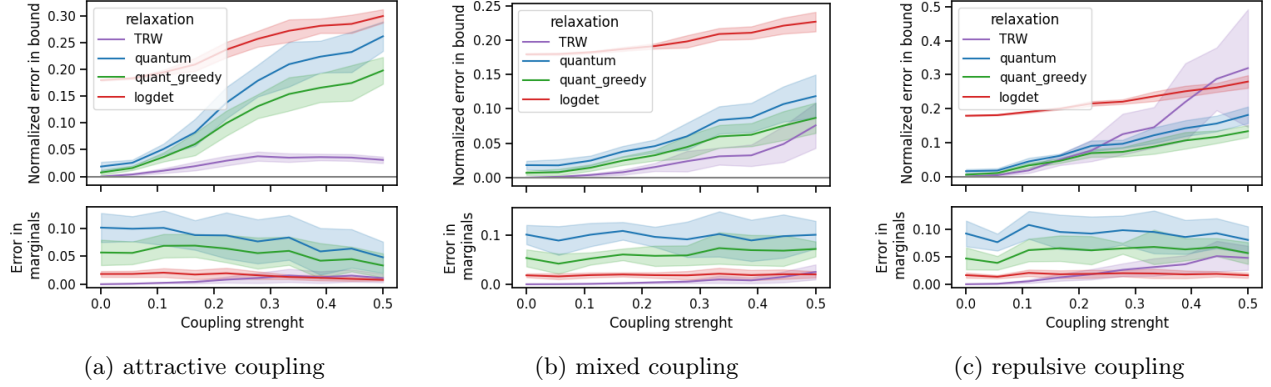 Normalized error in bound
0.30
0.25
0.20
0.15
0.10
0.05
0.00
relaxation
TRW
quantum
quant_greedy
logdet
Error in
marginals
0.10
0.05
0.00
0.0 0.1 0.2 0.3 0.4 0.5
Coupling strenght
(a) attractive coupling
Normalized error in bound
0.25
0.20
0.15
0.10
0.05
0.00
relaxation
TRW
quantum
quant_greedy
logdet
Error in
marginals
0.1
0.0
0.0 0.1 0.2 0.3 0.4 0.5
Coupling strenght
(b) mixed coupling
Normalized error in bound
0.5
0.4
0.3
0.2
0.1
0.0
relaxation
TRW
quantum
quant_greedy
logdet
Error in
marginals
0.10
0.05
0.00
0.0 0.1 0.2 0.3 0.4 0.5
Coupling strenght
(c) repulsive coupling